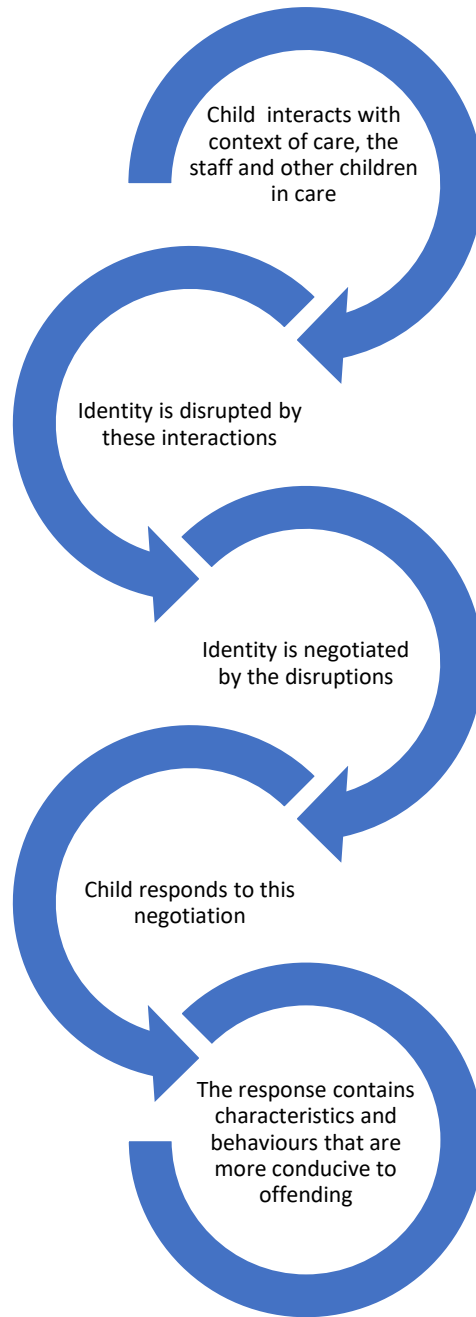 Child  interacts with
context of care, the
staff and other children
in care
Identity is disrupted by
these interactions
Identity is negotiated
by the disruptions
Child responds to this
negotiation
The response contains
characteristics and
behaviours that are
more conducive to
offending